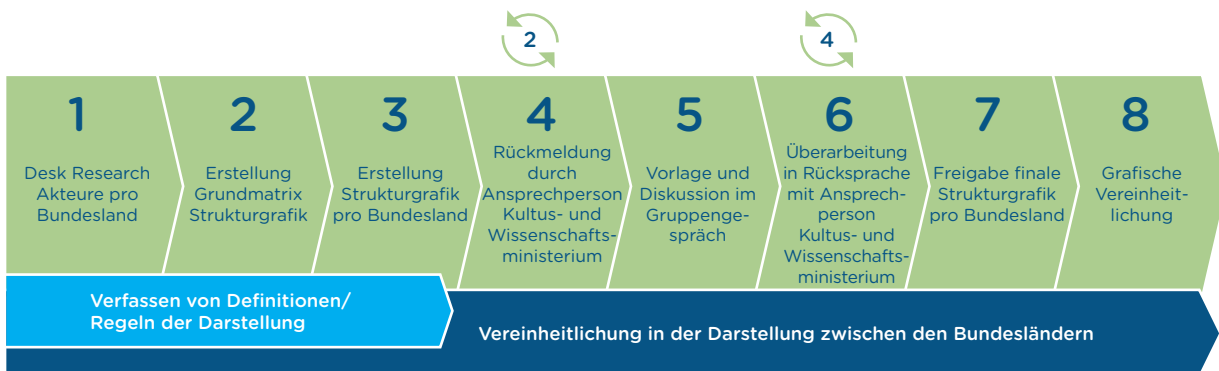 2
4
1
Desk Research
Akteure pro
Bundesland
2
Erstellung
Grundmatrix
Strukturgrafik
3
Erstellung
Strukturgrafik
pro Bundesland
4
Rückmeldung
durch
Ansprechperson
Kultus- und
Wissenschafts-
ministerium
5
Vorlage und
Diskussion im
Gruppenge-
spräch
6
Überarbeitung
in Rücksprache
mit Ansprech-
person
Kultus- und
Wissenschafts-
ministerium
7
Freigabe finale
Strukturgrafik
pro Bundesland
8
Grafische
Vereinheit-
lichung
Verfassen von Definitionen/
Regeln der Darstellung
Vereinheitlichung in der Darstellung zwischen den Bundesländern